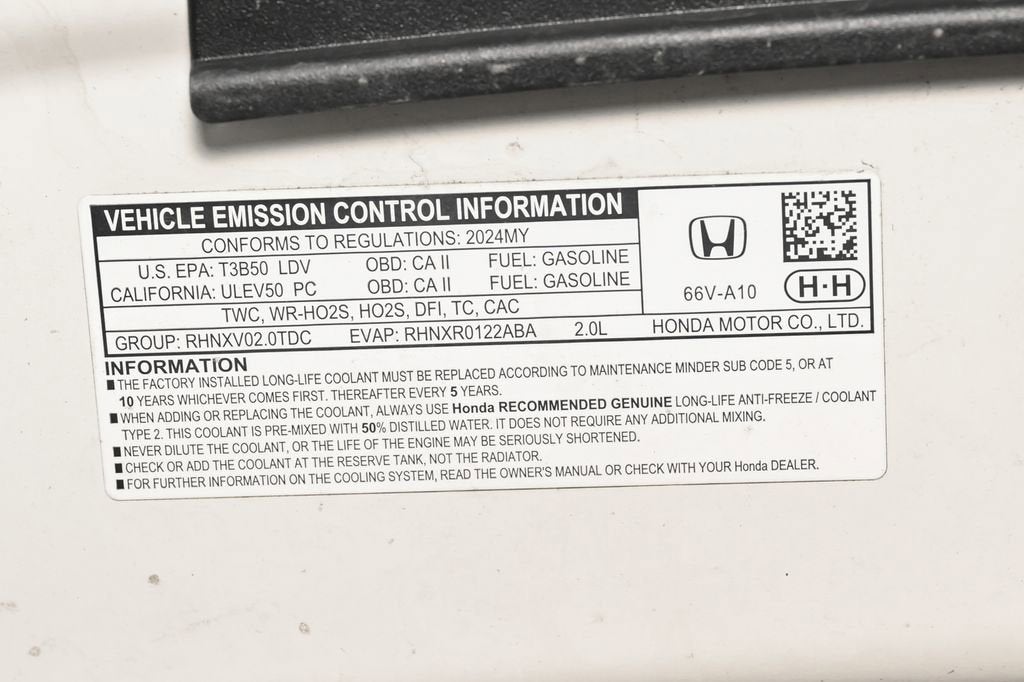 VEHICLE EMISSION CONTROL INFORMATION
CONFORMS TO REGULATIONS: 2024MY
U.S. EPA: T3B50 LDV OBD: CA II FUEL: GASOLINE
CALIFORNIA: ULEV50 PC OBD: CA II FUEL: GASOLINE
TWC, WR-HO2S, HO2S, DFI, TC, CAC
GROUP: RHNXV02.0TDC EVAP: RHNXR0122ABA 2.0L
66V-A10
H·H
HONDA MOTOR CO., LTD.
INFORMATION
■ THE FACTORY INSTALLED LONG-LIFE COOLANT MUST BE REPLACED ACCORDING TO MAINTENANCE MINDER SUB CODE 5, OR AT
10 YEARS WHICHEVER COMES FIRST. THEREAFTER EVERY 5 YEARS.
■ WHEN ADDING OR REPLACING THE COOLANT, ALWAYS USE Honda RECOMMENDED GENUINE LONG-LIFE ANTI-FREEZE / COOLANT
TYPE 2. THIS COOLANT IS PRE-MIXED WITH 50% DISTILLED WATER. IT DOES NOT REQUIRE ANY ADDITIONAL MIXING.
■ NEVER DILUTE THE COOLANT, OR THE LIFE OF THE ENGINE MAY BE SERIOUSLY SHORTENED.
■ CHECK OR ADD THE COOLANT AT THE RESERVE TANK, NOT THE RADIATOR.
■ FOR FURTHER INFORMATION ON THE COOLING SYSTEM, READ THE OWNER'S MANUAL OR CHECK WITH YOUR Honda DEALER.